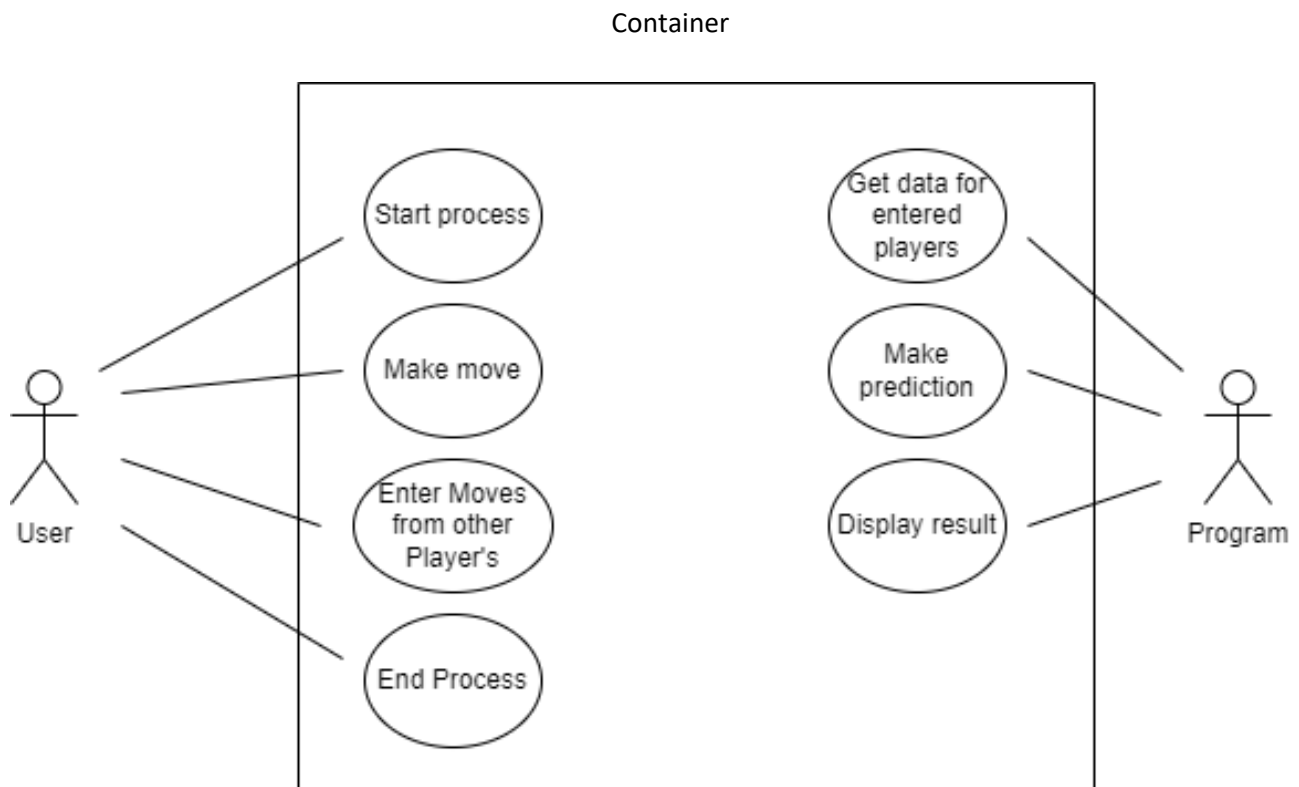 Container
Start process
Get data for
entered
players
Make move
Make
prediction
Enter Moves
from other
Player's
Display result
User
Program
End Process